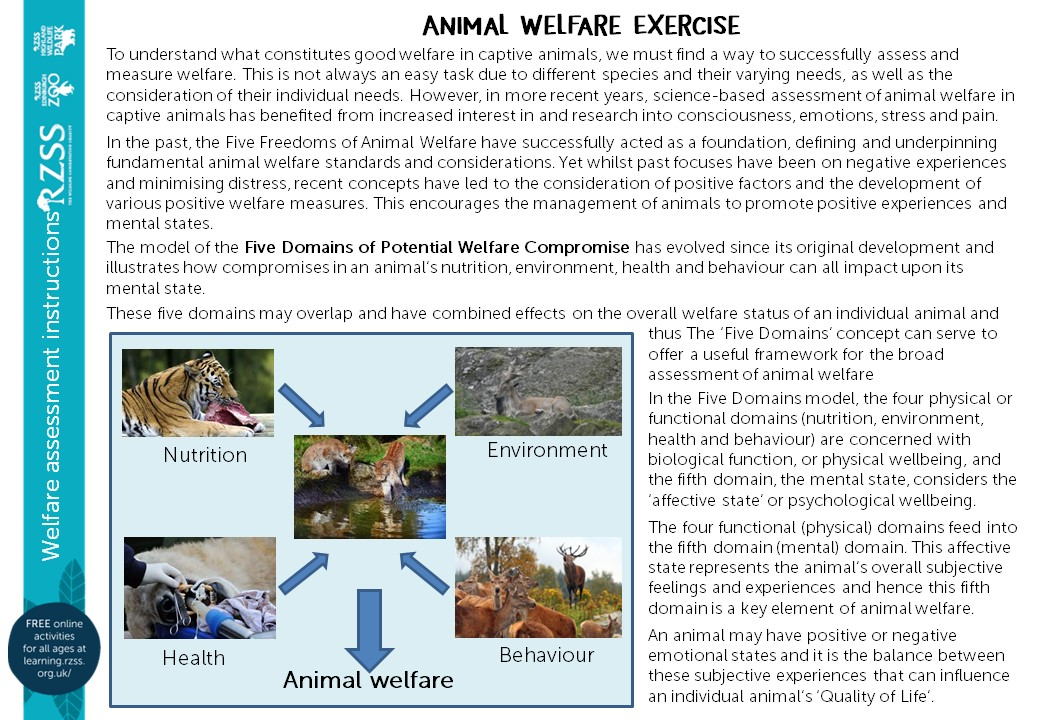 ANIMAL WELFARE EXERCISE
To understand what constitutes good welfare in captive animals, we must find a way to successfully assess and
measure welfare. This is not always an easy task due to different species and their varying needs, as well as the
consideration of their individual needs. However, in more recent years, science-based assessment of animal welfare in
captive animals has benefited from increased interest in and research into consciousness, emotions, stress and pain.
In the past, the Five Freedoms of Animal Welfare have successfully acted as a foundation, defining and underpinning
fundamental animal welfare standards and considerations. Yet whilst past focuses have been on negative experiences
and minimising distress, recent concepts have led to the consideration of positive factors and the development of
various positive welfare measures. This encourages the management of animals to promote positive experiences and
mental states.
The model of the Five Domains of Potential Welfare Compromise has evolved since its original development and
illustrates how compromises in an animal's nutrition, environment, health and behaviour can all impact upon its
mental state.
These five domains may overlap and have combined effects on the overall welfare status of an individual animal and
thus The 'Five Domains' concept can serve to
offer a useful framework for the broad
assessment of animal welfare
In the Five Domains model, the four physical or
functional domains (nutrition, environment,
health and behaviour) are concerned with
biological function, or physical wellbeing, and
the fifth domain, the mental state, considers the
'affective state' or psychological wellbeing.
The four functional (physical) domains feed into
the fifth domain (mental) domain. This affective
state represents the animal's overall subjective
feelings and experiences and hence this fifth
domain is a key element of animal welfare.
An animal may have positive or negative
emotional states and it is the balance between
these subjective experiences that can influence
an individual animal's 'Quality of Life'.
Nutrition
Environment
Health
Behaviour
Animal welfare
Welfare assessment instructions
RZSS
RZSS
EDINBURGH
ZOO
RZSS
HIGHLAND
WILDLIFE
PARK
FREE online
activities
for all ages at
learning.rzss.
org.uk/